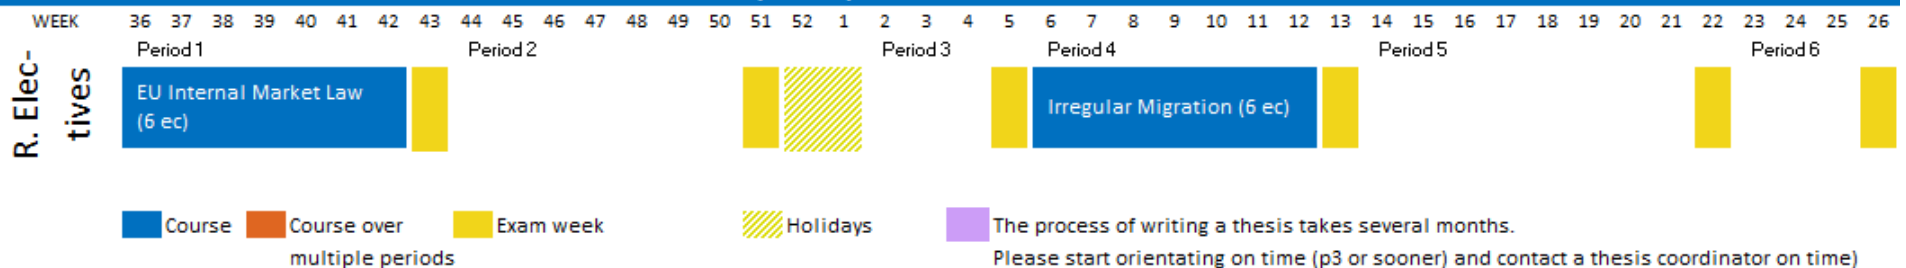 WEEK 36 37 38 39 40 41 42 43 44 45 46 47 48 49 50 51 52 1 2 3 4 5 6 7 8 9 10 11 12 13 14 15 16 17 18 19 20 21 22 23 24 25 26
Period 1 Period 2 Period 3 Period 4 Period 5 Period 6
R. Elec-
tives
EU Internal Market Law
(6 ec)
Irregular Migration (6 ec)
Course
Course over
multiple periods
Exam week
Holidays
The process of writing a thesis takes several months.
Please start orientating on time (p3 or sooner) and contact a thesis coordinator on time)